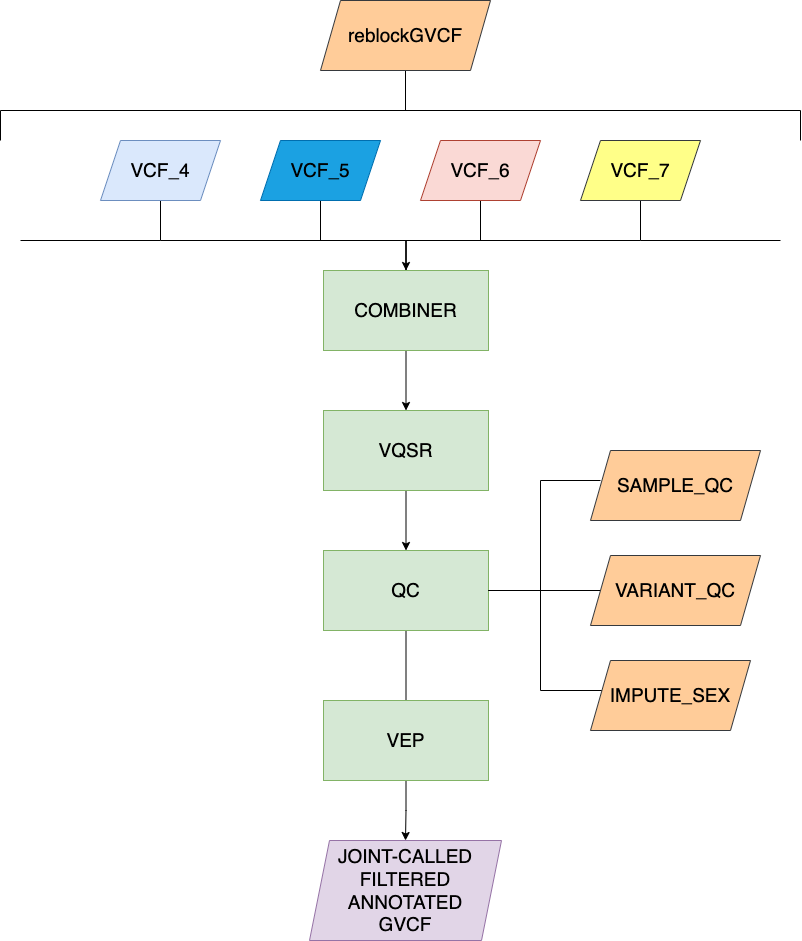 reblockGVCF
VCF_4
VCF_5
VCF_6
VCF_7
COMBINER
VQSR
SAMPLE_QC
QC
VARIANT_QC
IMPUTE_SEX
VEP
JOINT-CALLED
FILTERED
ANNOTATED
GVCF